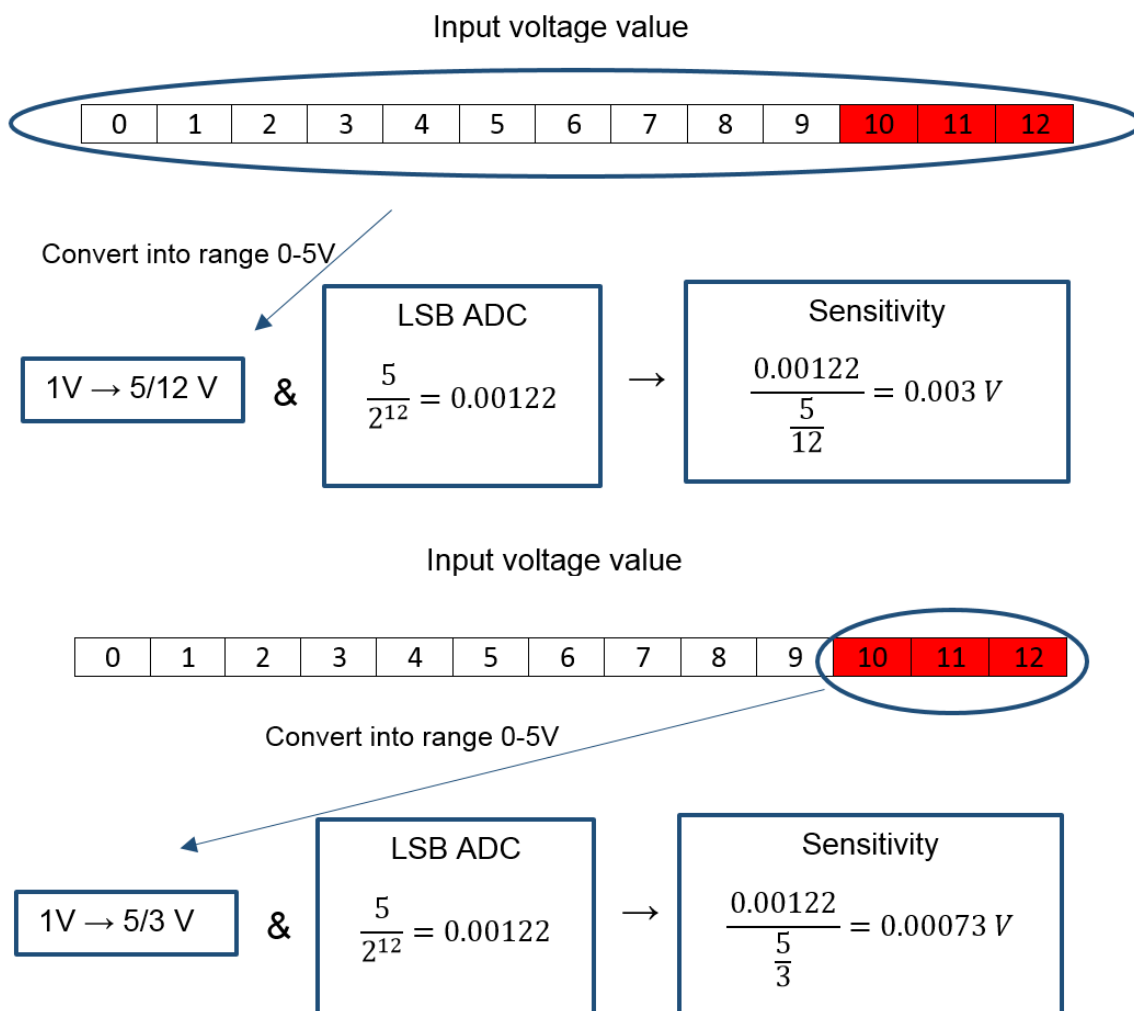 Input voltage value
0 1 2 3 4 5 6 7 8 9 10 11 12
Convert into range 0-5V
1V → 5/12 V
&
LSB ADC
5/2^12 = 0.00122
→
Sensitivity
0.00122/(5/12) = 0.003 V
Input voltage value
0 1 2 3 4 5 6 7 8 9 10 11 12
Convert into range 0-5V
1V → 5/3 V
&
LSB ADC
5/2^12 = 0.00122
→
Sensitivity
0.00122/(5/3) = 0.00073 V